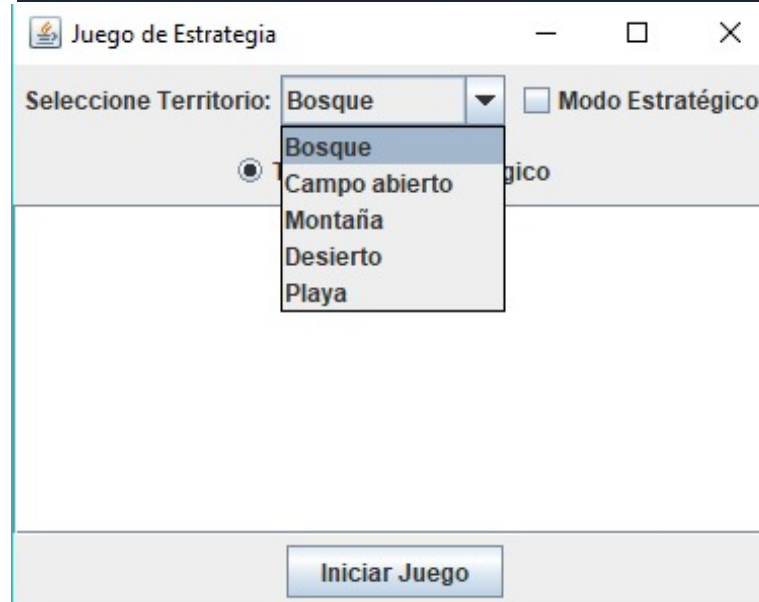 Juego de Estrategia
Seleccione Territorio: Bosque Modo Estratégico
Bosque
gico
Campo abierto
Montaña
Desierto
Playa
Iniciar Juego